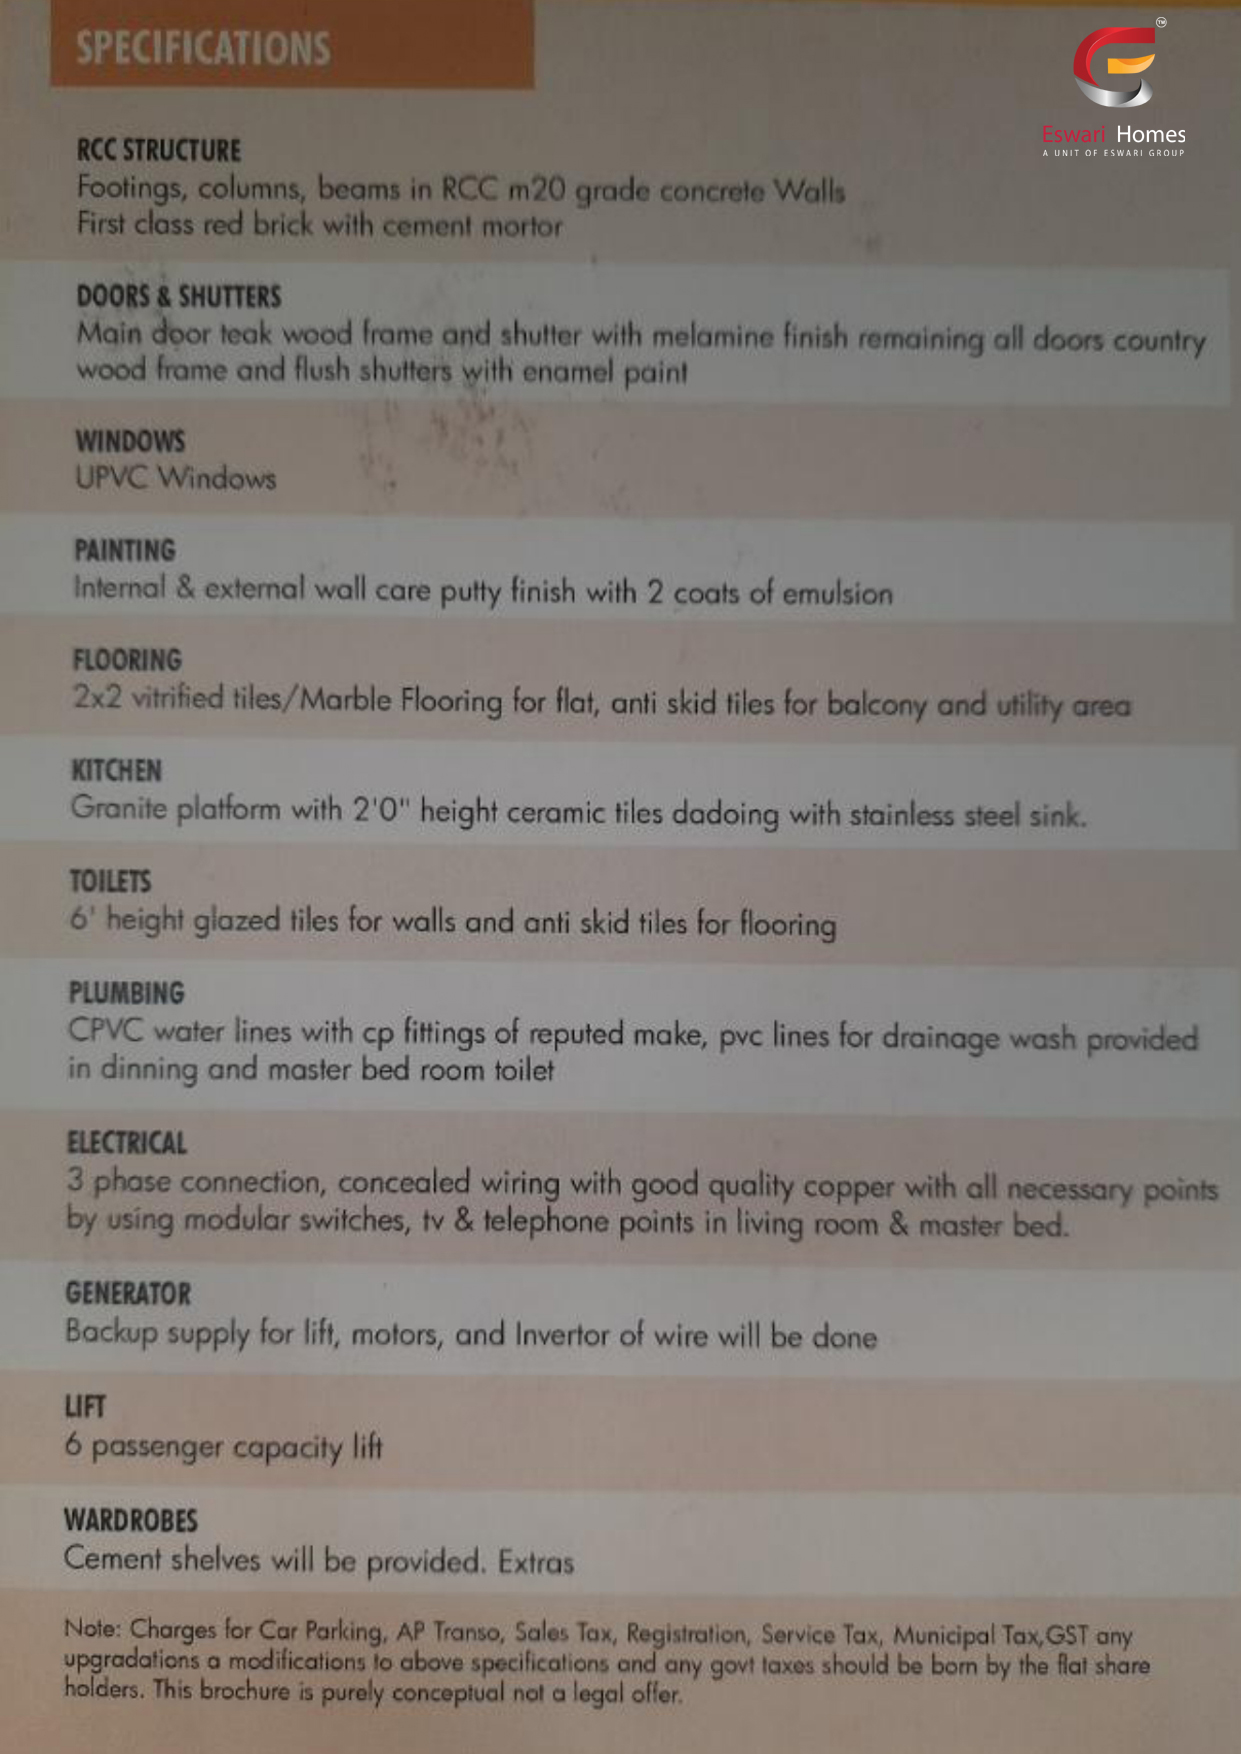 SPECIFICATIONS
TM
Eswari Homes
A UNIT OF ESWARI GROUP
RCC STRUCTURE
Footings, columns, beams in RCC m20 grade concrete Walls
First class red brick with cement mortor
DOORS & SHUTTERS
Main door teak wood frame and shutter with melamine finish remaining all doors country
wood frame and flush shutters with enamel paint
WINDOWS
UPVC Windows
PAINTING
Internal & external wall care putty finish with 2 coats of emulsion
FLOORING
2x2 vitrified tiles/Marble Flooring for flat, anti skid tiles for balcony and utility area
KITCHEN
Granite platform with 2'0" height ceramic tiles dadoing with stainless steel sink.
TOILETS
6' height glazed tiles for walls and anti skid tiles for flooring
PLUMBING
CPVC water lines with cp fittings of reputed make, pvc lines for drainage wash provided
in dinning and master bed room toilet
ELECTRICAL
3 phase connection, concealed wiring with good quality copper with all necessary points
by using modular switches, tv & telephone points in living room & master bed.
GENERATOR
Backup supply for lift, motors, and Invertor of wire will be done
LIFT
6 passenger capacity lift
WARDROBES
Cement shelves will be provided. Extras
Note: Charges for Car Parking, AP Transo, Sales Tax, Registration, Service Tax, Municipal Tax,GST any
upgradations a modifications to above specifications and any govt taxes should be born by the flat share
holders. This brochure is purely conceptual not a legal offer.